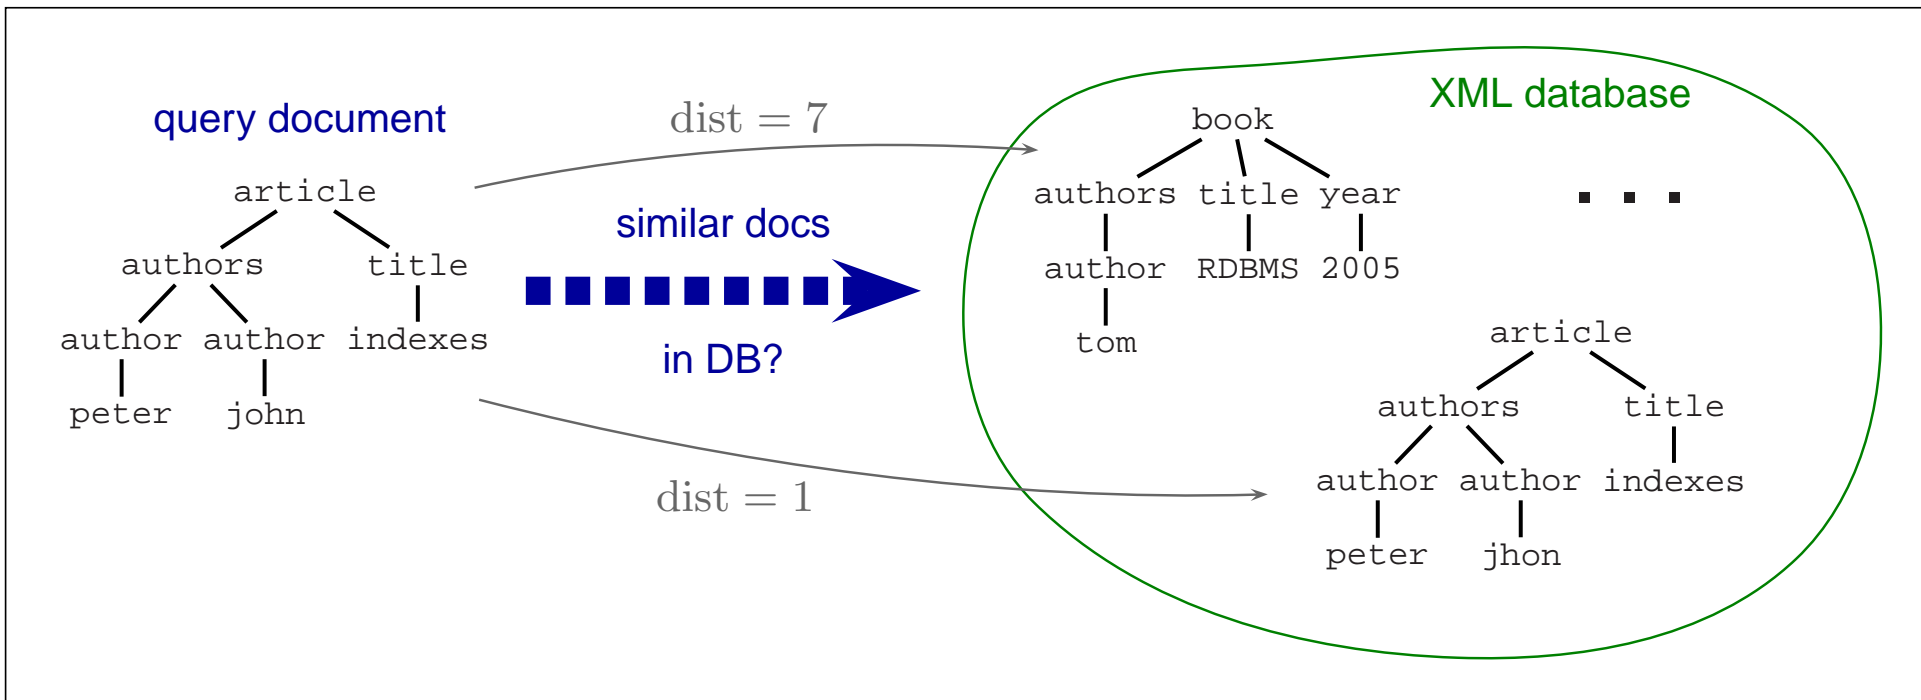 query document
article
authors title
author author indexes
peter john
dist = 7
similar docs
in DB?
dist = 1
XML database
book
authors title year
author RDBMS 2005
tom
. . .
article
authors title
author author indexes
peter jhon